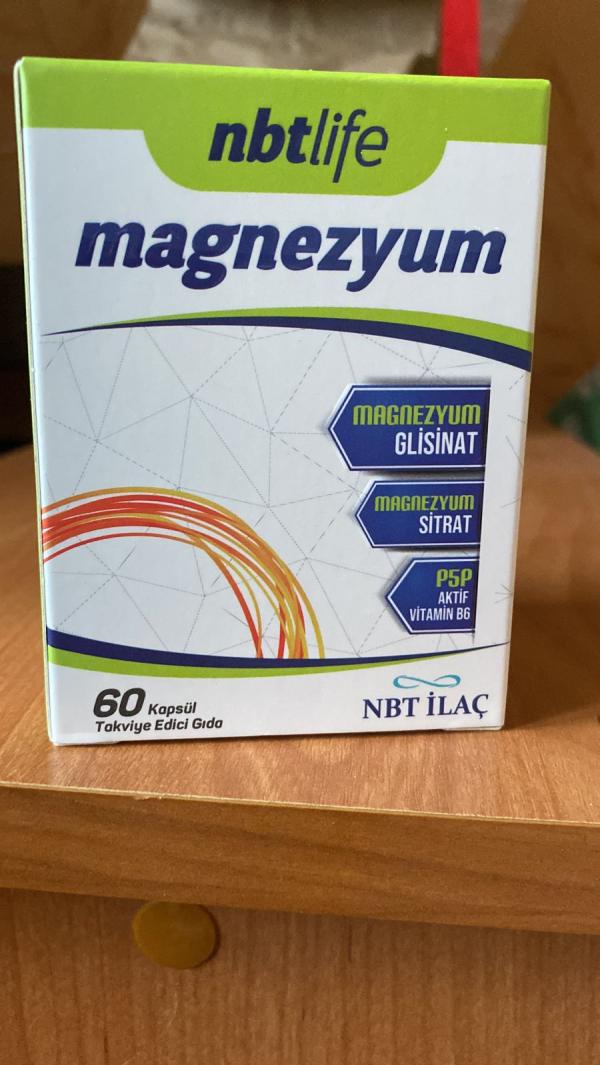 nbtlife
magnezyum
MAGNEZYUM
GLİSİNAT
MAGNEZYUM
SİTRAT
P5P
AKTİF
VİTAMİN B6
60 Kapsül
Takviye Edici Gıda
NBT İLAÇ